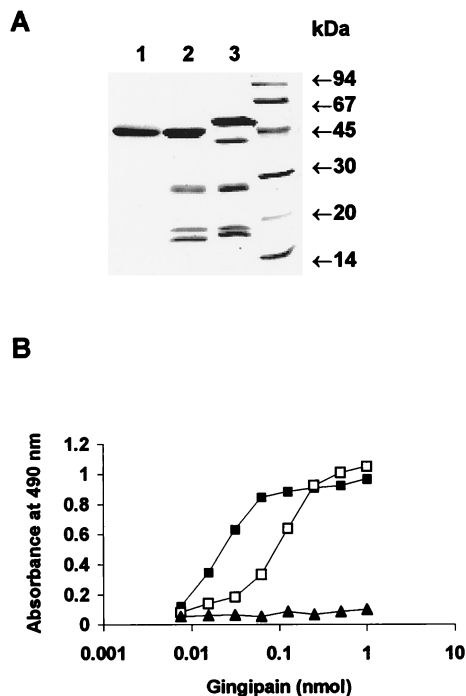 A
kDa
1 2 3
←94
←67
←45
←30
←20
←14
B
Absorbance at 490 nm
1.2
1
0.8
0.6
0.4
0.2
0
0.001 0.01 0.1 1 10
Gingipain (nmol)